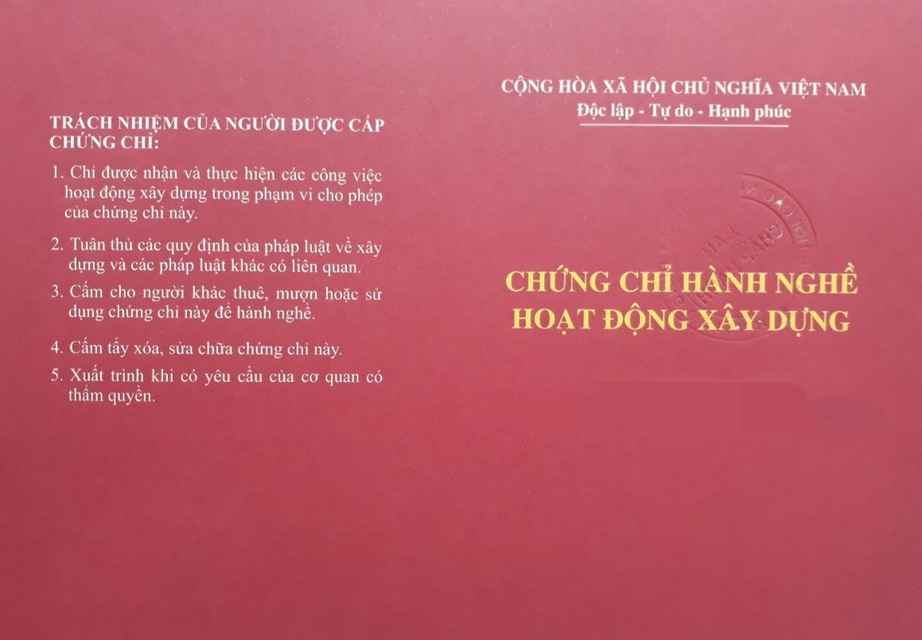 TRÁCH NHIỆM CỦA NGƯỜI ĐƯỢC CẤP
CHỨNG CHỈ:
1. Chỉ được nhận và thực hiện các công việc
hoạt động xây dựng trong phạm vi cho phép
của chứng chỉ này.
2. Tuân thủ các quy định của pháp luật về xây
dựng và các pháp luật khác có liên quan.
3. Cấm cho người khác thuê, mượn hoặc sử
dụng chứng chỉ này để hành nghề.
4. Cấm tẩy xóa, sửa chữa chứng chỉ này.
5. Xuất trình khi có yêu cầu của cơ quan có
thẩm quyền.
CỘNG HÒA XÃ HỘI CHỦ NGHĨA VIỆT NAM
Độc lập - Tự do - Hạnh phúc
CHỨNG CHỈ HÀNH NGHỀ
HOẠT ĐỘNG XÂY DỰNG